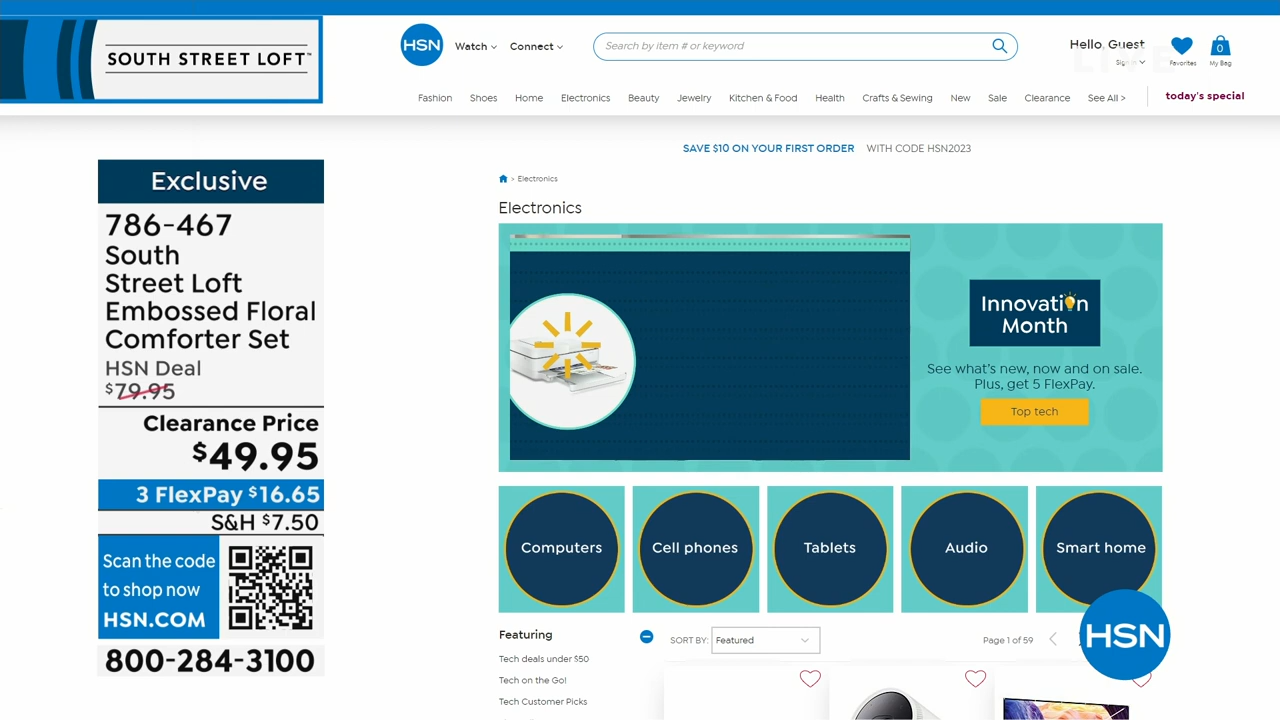 SOUTH STREET LOFT™
HSN
Watch
Connect
Search by item # or keyword
Hello, Guest
Sign In
Favorites
0
My Bag
LIVE
Fashion
Shoes
Home
Electronics
Beauty
Jewelry
Kitchen & Food
Health
Crafts & Sewing
New
Sale
Clearance
See All >
today's special
SAVE $10 ON YOUR FIRST ORDER WITH CODE HSN2023
> Electronics
Electronics
Innovation
Month
See what's new, now and on sale.
Plus, get 5 FlexPay.
Top tech
Computers
Cell phones
Tablets
Audio
Smart home
Featuring
Tech deals under $50
Tech on the Go!
Tech Customer Picks
SORT BY:
Featured
Page 1 of 59
HSN
Exclusive
786-467
South
Street Loft
Embossed Floral
Comforter Set
HSN Deal
$79.95
Clearance Price
$49.95
3 FlexPay $16.65
S&H $7.50
Scan the code
to shop now
HSN.COM
800-284-3100